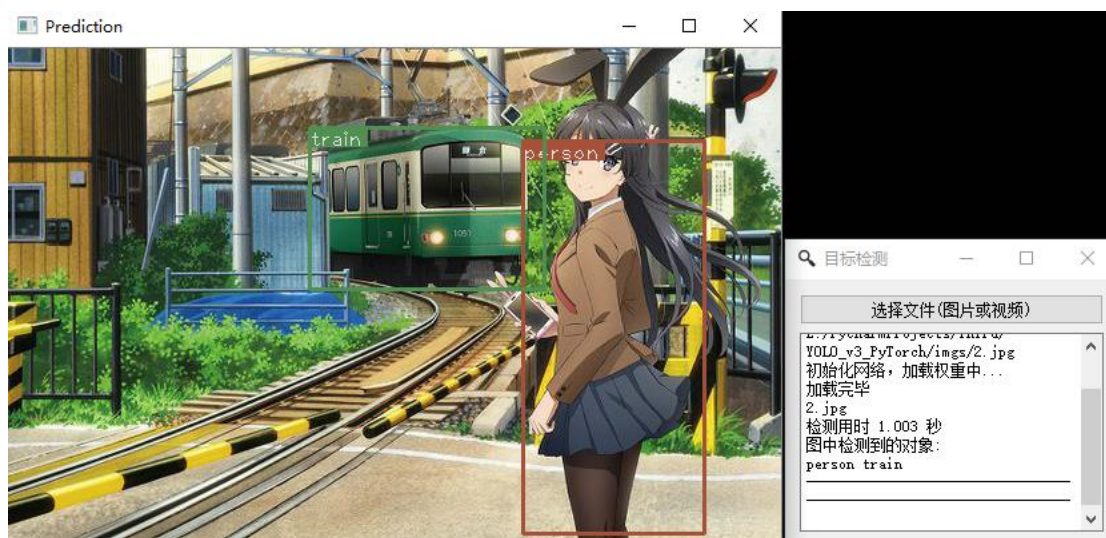 Prediction
train
person
1051
目标检测
选择文件(图片或视频)
E:/PycharmProjects/
YOLO_v3_PyTorch/imgs/2.jpg
初始化网络，加载权重中...
加载完毕
2.jpg
检测用时 1.003 秒
图中检测到的对象:
person train